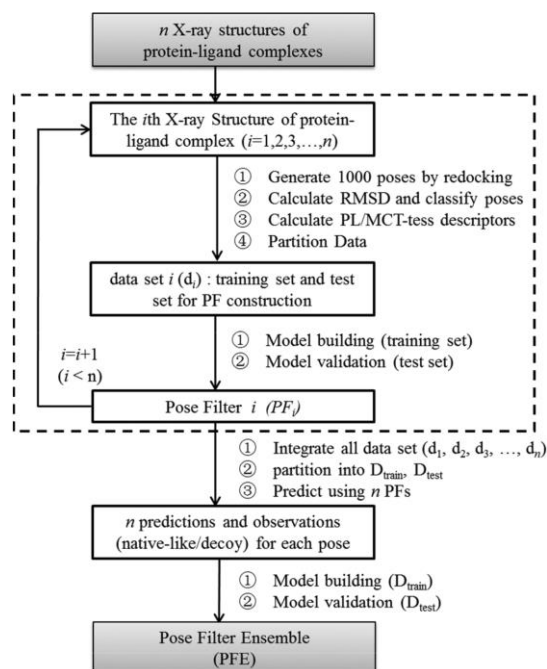 n X-ray structures of
protein-ligand complexes
The ith X-ray Structure of protein-
ligand complex (i=1,2,3,…,n)
① Generate 1000 poses by redocking
② Calculate RMSD and classify poses
③ Calculate PL/MCT-tess descriptors
④ Partition Data
data set i (di) : training set and test
set for PF construction
① Model building (training set)
② Model validation (test set)
i=i+1
(i < n)
Pose Filter i (PFi)
① Integrate all data set (d1, d2, d3, …, dn)
② partition into Dtrain, Dtest
③ Predict using n PFs
n predictions and observations
(native-like/decoy) for each pose
① Model building (Dtrain)
② Model validation (Dtest)
Pose Filter Ensemble
(PFE)